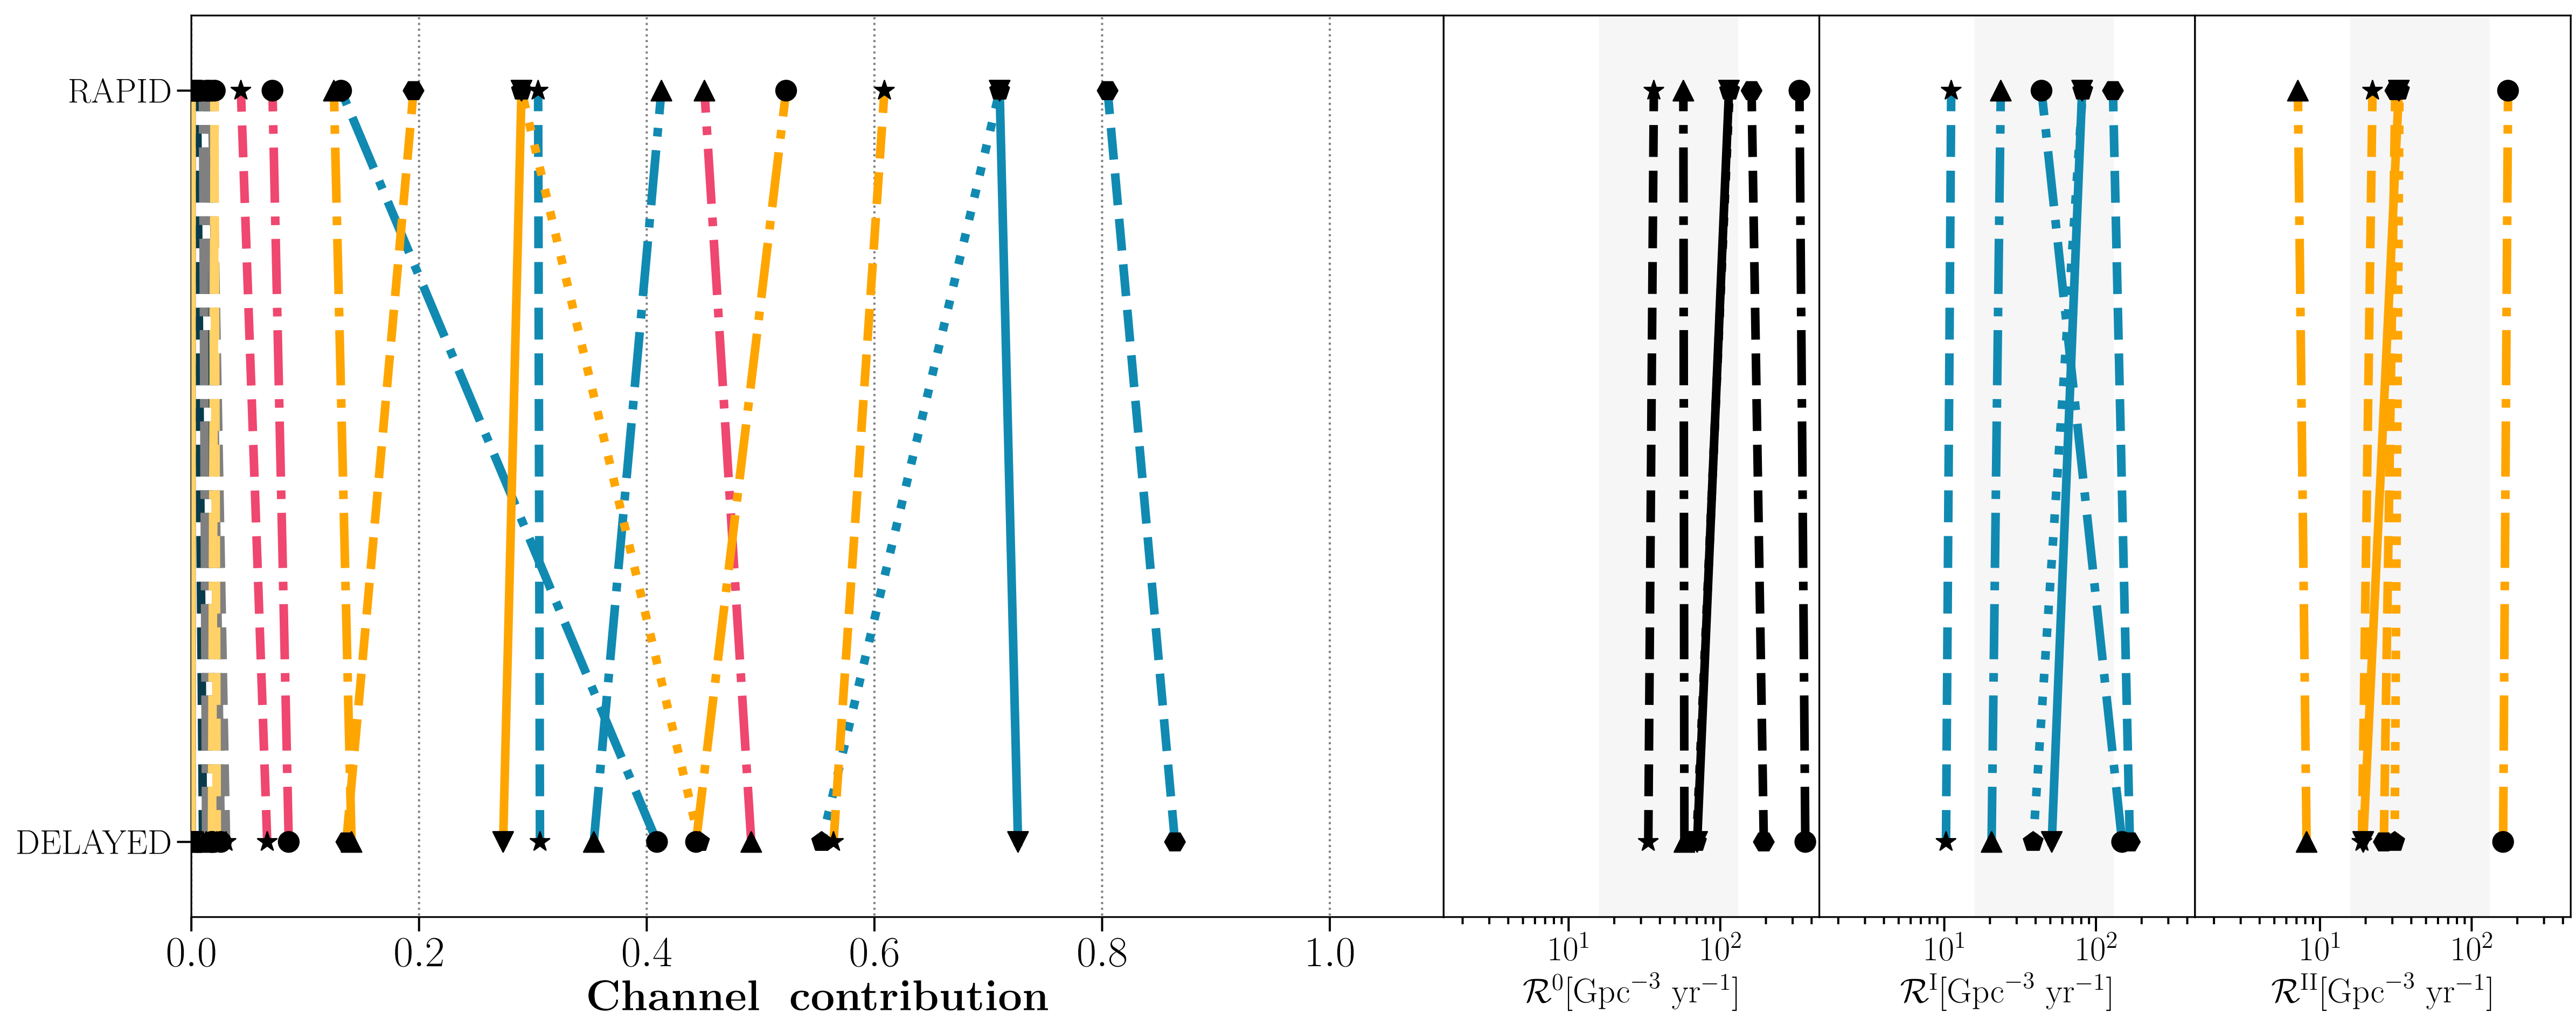 RAPID
DELAYED
0.0 0.2 0.4 0.6 0.8 1.0
Channel contribution
10¹ 10²
ℛ⁰[Gpc⁻³ yr⁻¹]
10¹ 10²
ℛᴵ[Gpc⁻³ yr⁻¹]
10¹ 10²
ℛᴵᴵ[Gpc⁻³ yr⁻¹]